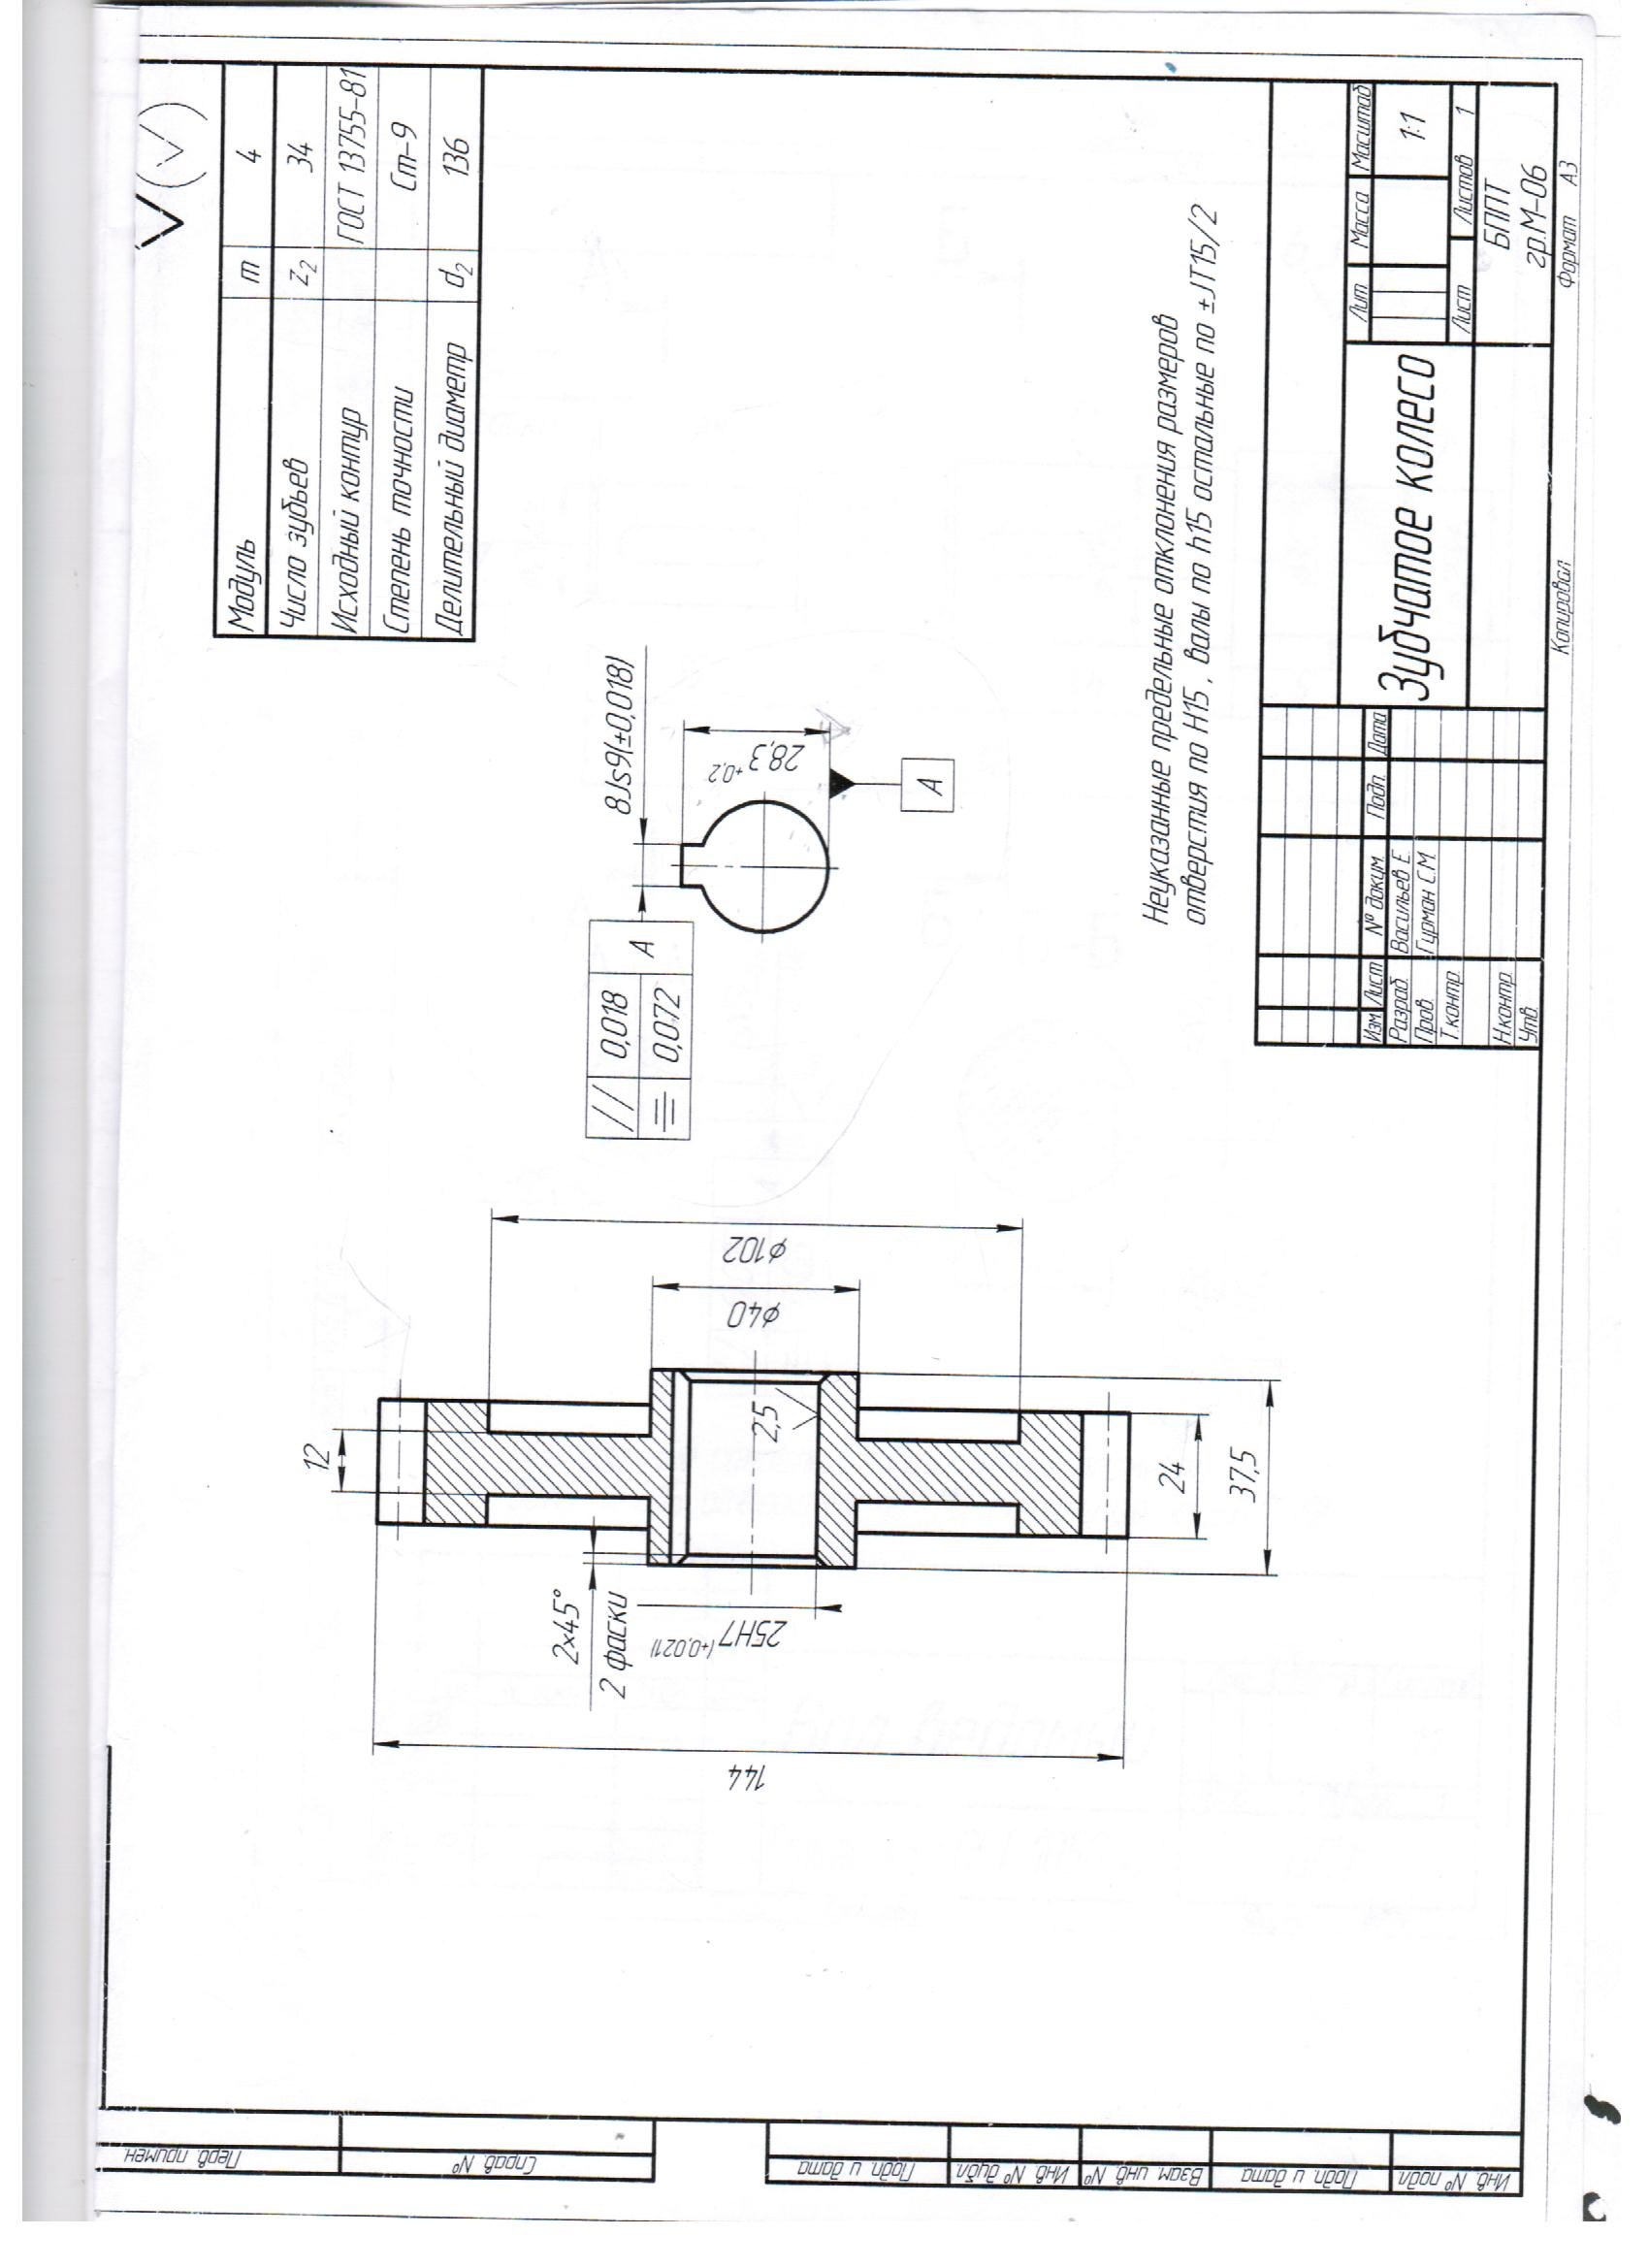 √(√)
Модуль m 4
Число зубьев z₂ 34
Исходный контур ГОСТ 13755-81
Степень точности Ст-9
Делительный диаметр d₂ 136
12
⌀102
⌀40
2,5
2×45°
2 фаски
25H7(+0,021)
144
24
37,5
// 0,018 A
⌯ 0,072
8Js9(±0,018)
28,3+0,2
A
Неуказанные предельные отклонения размеров
отверстия по H15 , валы по h15 остальные по ±JT15/2
Изм. Лист № докум. Подп. Дата
Разраб. Васильев Е.
Пров. Гурман С.М.
Т.контр.
Н.контр.
Утв.
Зубчатое колесо
Лит. Масса Масштаб
1:1
Лист Листов 1
БППТ
гр.М-06
Копировал Формат А3
Перв. примен.
Справ. №
Подп. и дата
Инв. № дубл.
Взам. инв. №
Подп. и дата
Инв. № подл.